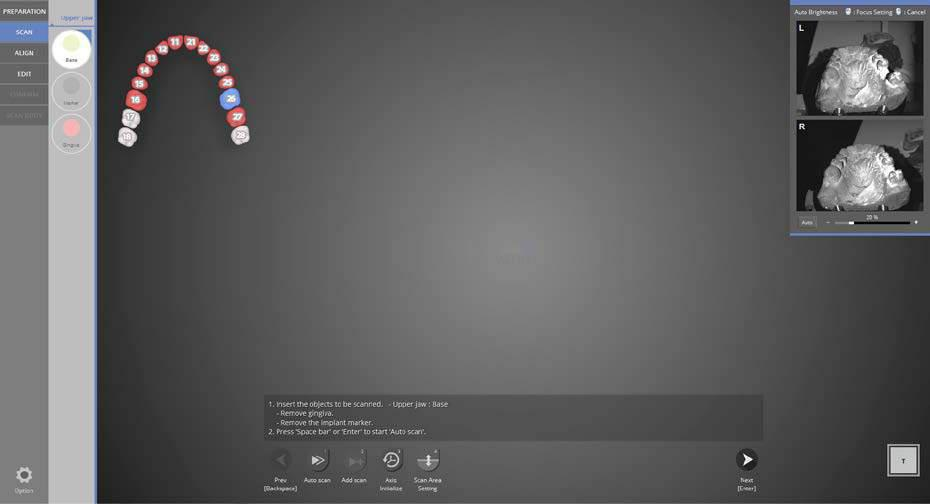 PREPARATION
SCAN
ALIGN
EDIT
CONFIRM
SCAN BODY
Upper jaw
Base
Marker
Gingiva
11 21
12 22
13 23
14 24
15 25
16 26
17 27
18 28
Auto Brightness : Focus Setting : Cancel
L
R
20 %
Auto - +
1. Insert the objects to be scanned. - Upper jaw : Base
- Remove gingiva.
- Remove the implant marker.
2. Press 'Space bar' or 'Enter' to start 'Auto scan'.
Prev
[Backspace]
Auto scan
Add scan
Axis
Initialize
Scan Area
Setting
Next
[Enter]
T
Option